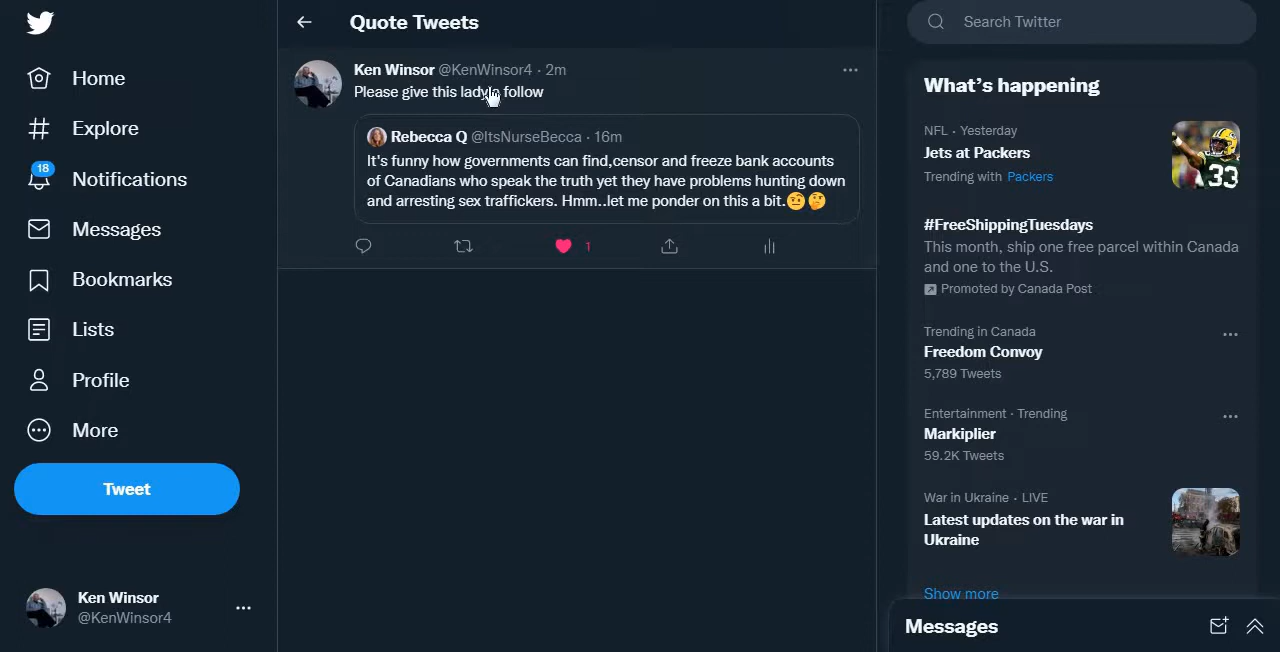 Home
Explore
18
Notifications
Messages
Bookmarks
Lists
Profile
More
Tweet
Ken Winsor
@KenWinsor4
Quote Tweets
Ken Winsor @KenWinsor4 · 2m
Please give this lady follow
Rebecca Q @ItsNurseBecca · 16m
It's funny how governments can find,censor and freeze bank accounts
of Canadians who speak the truth yet they have problems hunting down
and arresting sex traffickers. Hmm..let me ponder on this a bit.🤨🤔
1
Search Twitter
What's happening
NFL · Yesterday
Jets at Packers
Trending with Packers
33
#FreeShippingTuesdays
This month, ship one free parcel within Canada
and one to the U.S.
Promoted by Canada Post
Trending in Canada
Freedom Convoy
5,789 Tweets
Entertainment · Trending
Markiplier
59.2K Tweets
War in Ukraine · LIVE
Latest updates on the war in
Ukraine
Show more
Messages